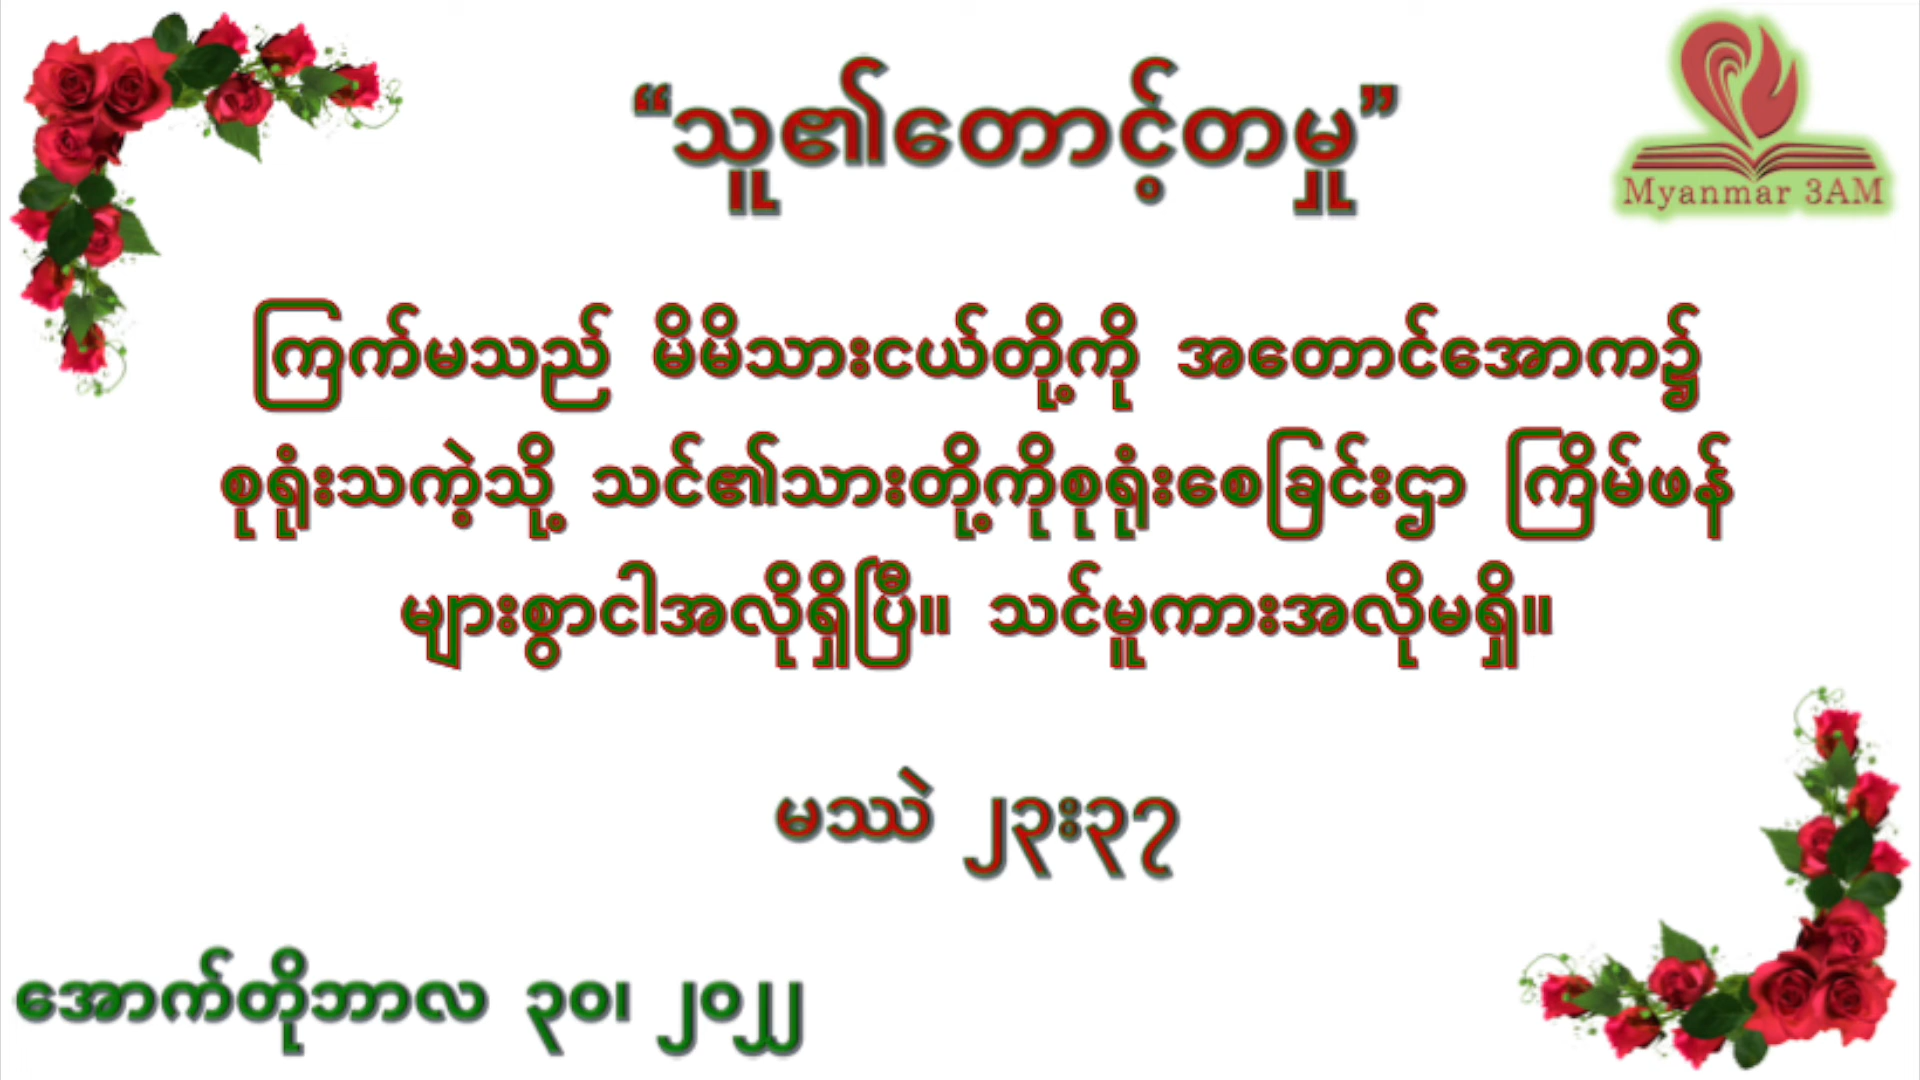 “သူ၏တောင့်တမှု”
Myanmar 3AM
ကြက်မသည် မိမိသားငယ်တို့ကို အတောင်အောက၌
စုရုံးသကဲ့သို့ သင်၏သားတို့ကိုစုရုံးစေခြင်းဌာ ကြိမ်ဖန်
များစွာငါအလိုရှိပြီ။ သင်မူကားအလိုမရှိ။
မဿဲ ၂၃း၃၇
အောက်တိုဘာလ ၃၀၊ ၂၀၂၂